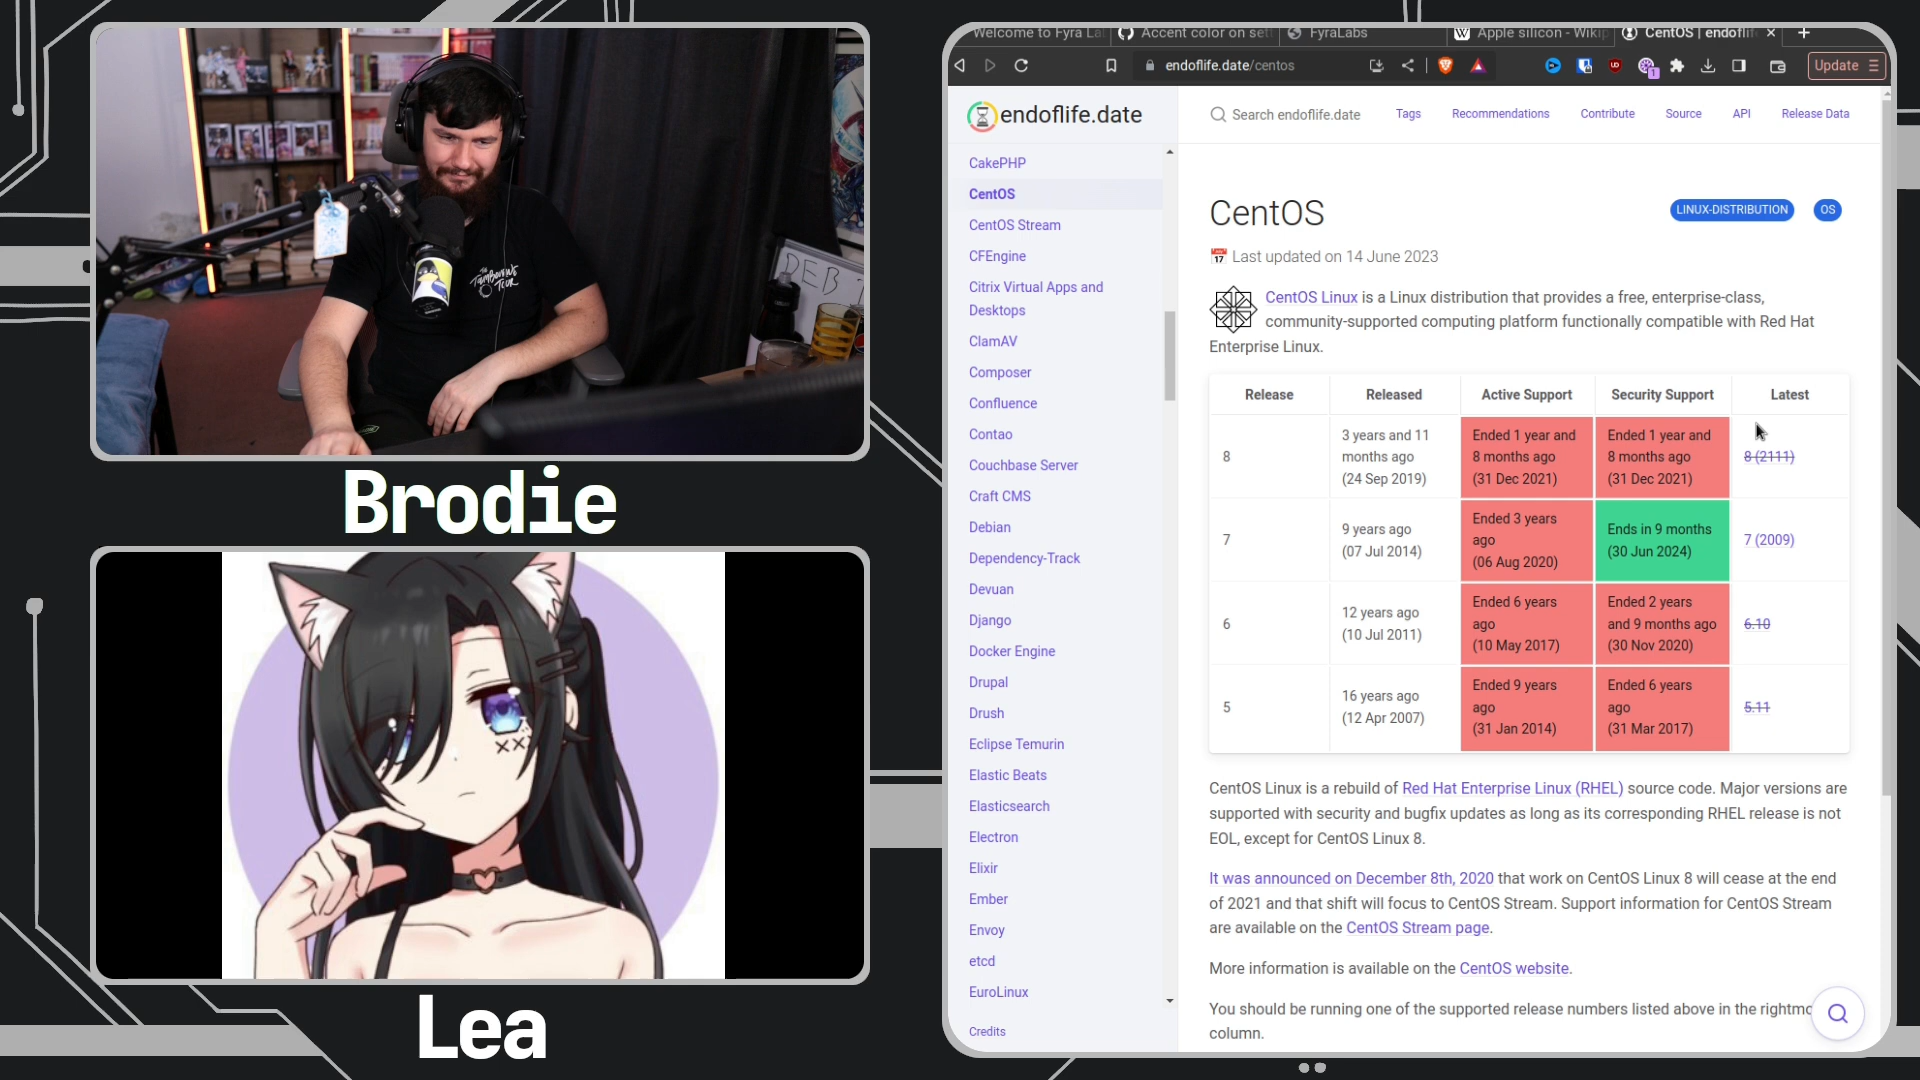 THE
TAMBOURINE
TOUR
DEB
Brodie
Lea
Welcome to Fyra La
Accent color on set
FyraLabs
Apple silicon - Wikip
CentOS | endoflif
endoflife.date/centos
Update
endoflife.date
Search endoflife.date
Tags
Recommendations
Contribute
Source
API
Release Data
CakePHP
CentOS
CentOS Stream
CFEngine
Citrix Virtual Apps and
Desktops
ClamAV
Composer
Confluence
Contao
Couchbase Server
Craft CMS
Debian
Dependency-Track
Devuan
Django
Docker Engine
Drupal
Drush
Eclipse Temurin
Elastic Beats
Elasticsearch
Electron
Elixir
Ember
Envoy
etcd
EuroLinux
Credits
CentOS
LINUX-DISTRIBUTION
OS
Last updated on 14 June 2023
CentOS Linux is a Linux distribution that provides a free, enterprise-class,
community-supported computing platform functionally compatible with Red Hat
Enterprise Linux.
Release Released Active Support Security Support Latest
8
3 years and 11
months ago
(24 Sep 2019)
Ended 1 year and
8 months ago
(31 Dec 2021)
Ended 1 year and
8 months ago
(31 Dec 2021)
8 (2111)
7
9 years ago
(07 Jul 2014)
Ended 3 years
ago
(06 Aug 2020)
Ends in 9 months
(30 Jun 2024)
7 (2009)
6
12 years ago
(10 Jul 2011)
Ended 6 years
ago
(10 May 2017)
Ended 2 years
and 9 months ago
(30 Nov 2020)
6.10
5
16 years ago
(12 Apr 2007)
Ended 9 years
ago
(31 Jan 2014)
Ended 6 years
ago
(31 Mar 2017)
5.11
CentOS Linux is a rebuild of Red Hat Enterprise Linux (RHEL) source code. Major versions are
supported with security and bugfix updates as long as its corresponding RHEL release is not
EOL, except for CentOS Linux 8.
It was announced on December 8th, 2020 that work on CentOS Linux 8 will cease at the end
of 2021 and that shift will focus to CentOS Stream. Support information for CentOS Stream
are available on the CentOS Stream page.
More information is available on the CentOS website.
You should be running one of the supported release numbers listed above in the rightmo
column.